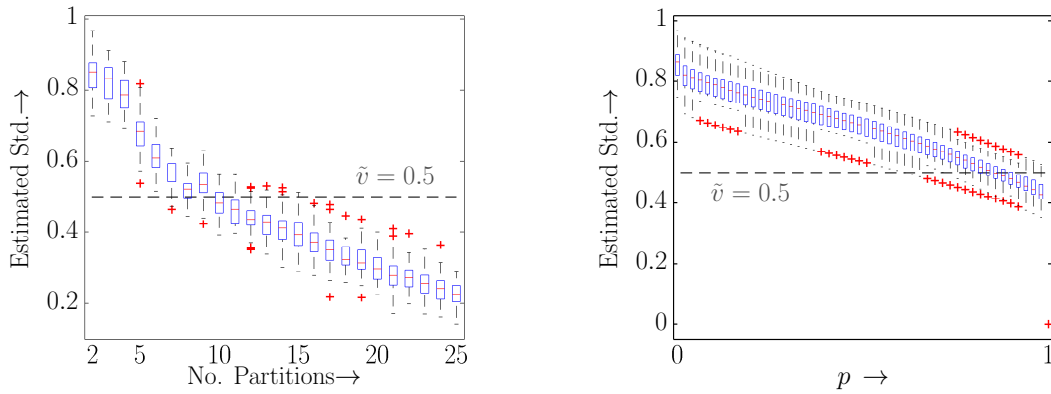 1
0.8
0.6
0.4
0.2
Estimated Std.→
ṽ = 0.5
2 5 10 15 20 25
No. Partitions→
1
0.8
0.6
0.4
0.2
0
Estimated Std.→
ṽ = 0.5
0 1
p →